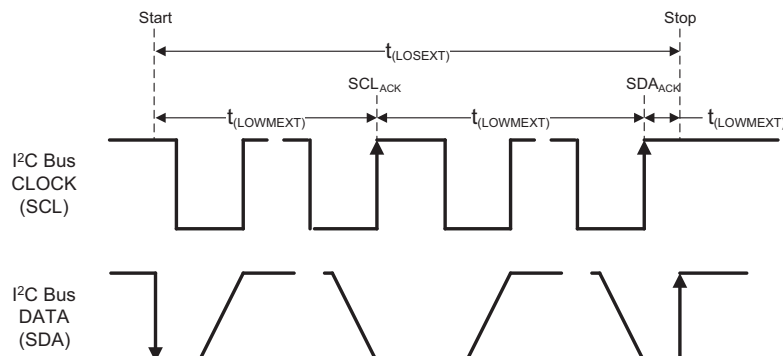 Start
Stop
t(LOSEXT)
SCLACK
SDAACK
t(LOWMEXT)
t(LOWMEXT)
t(LOWMEXT)
I²C Bus
CLOCK
(SCL)
I²C Bus
DATA
(SDA)